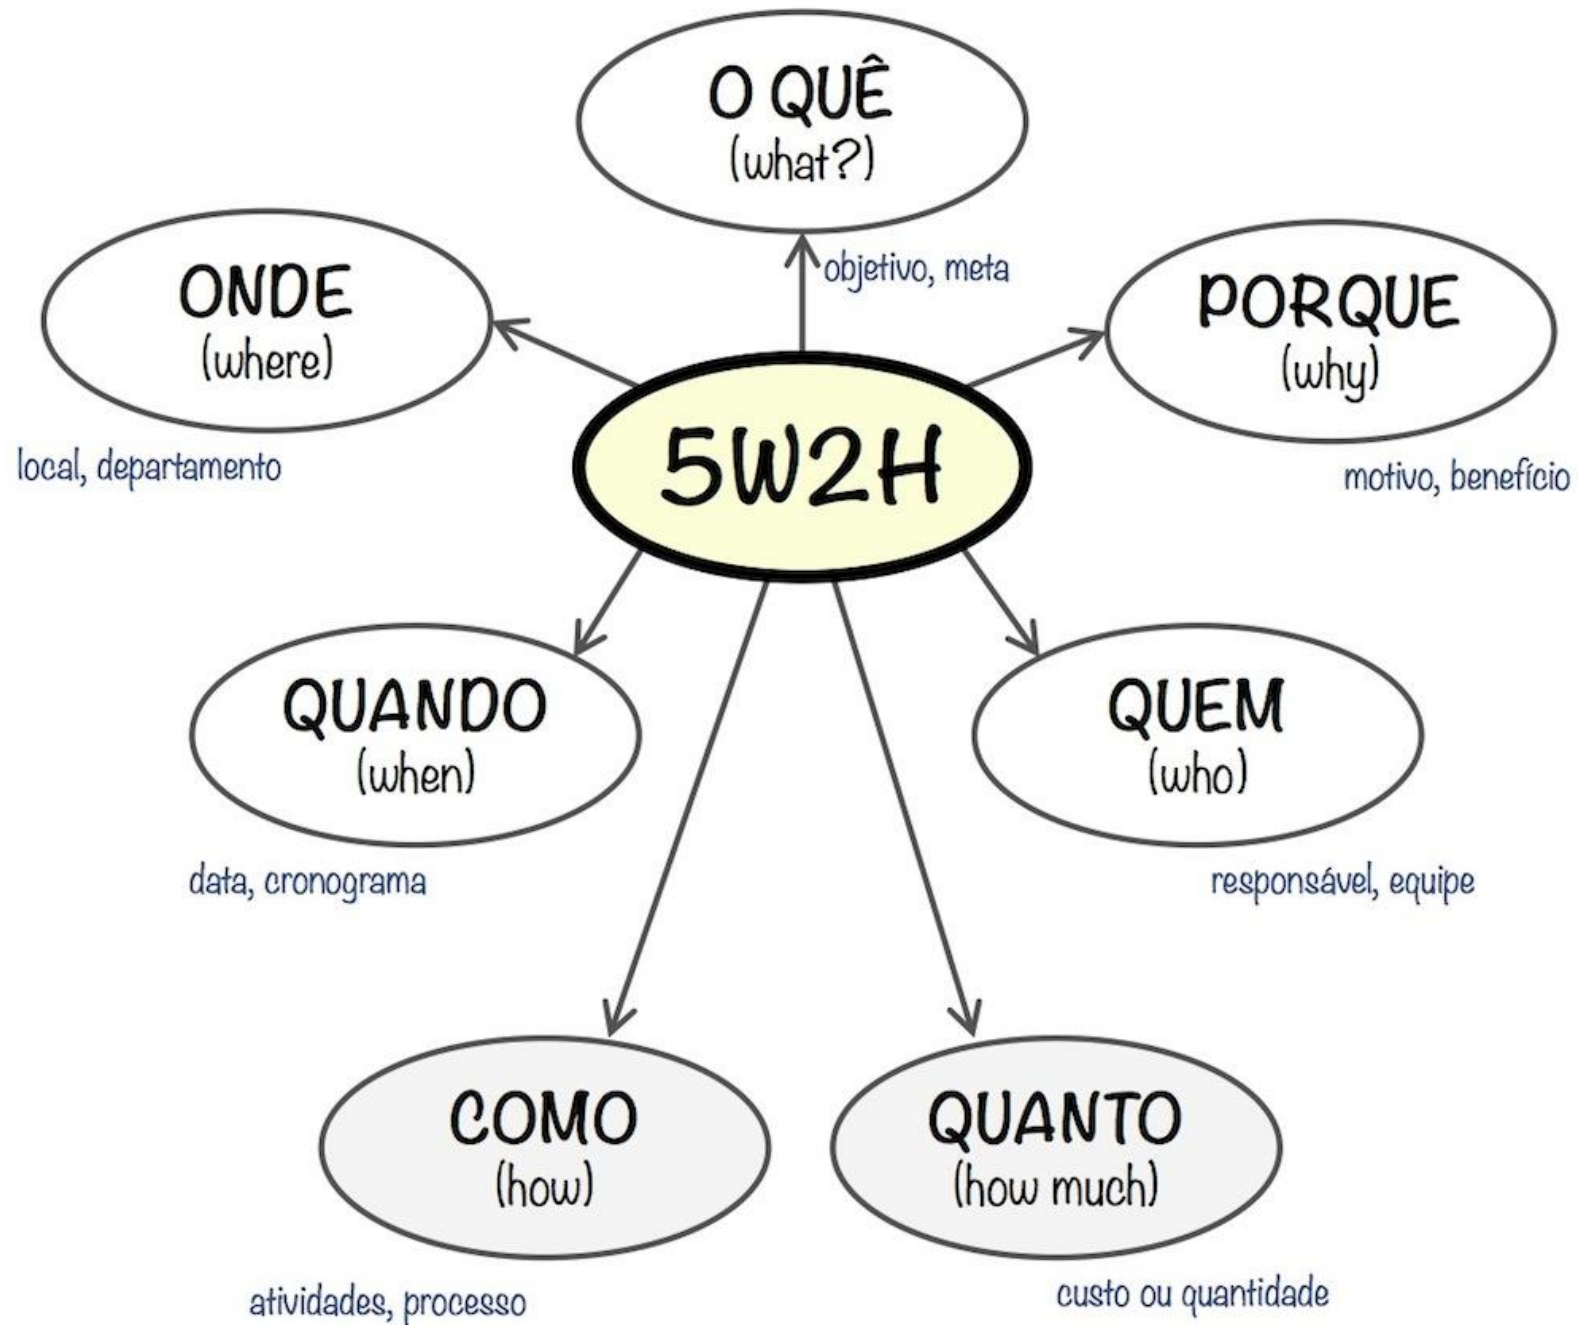 O QUÊ
(what?)
objetivo, meta
ONDE
(where)
local, departamento
PORQUE
(why)
motivo, benefício
5W2H
QUANDO
(when)
data, cronograma
QUEM
(who)
responsável, equipe
COMO
(how)
atividades, processo
QUANTO
(how much)
custo ou quantidade